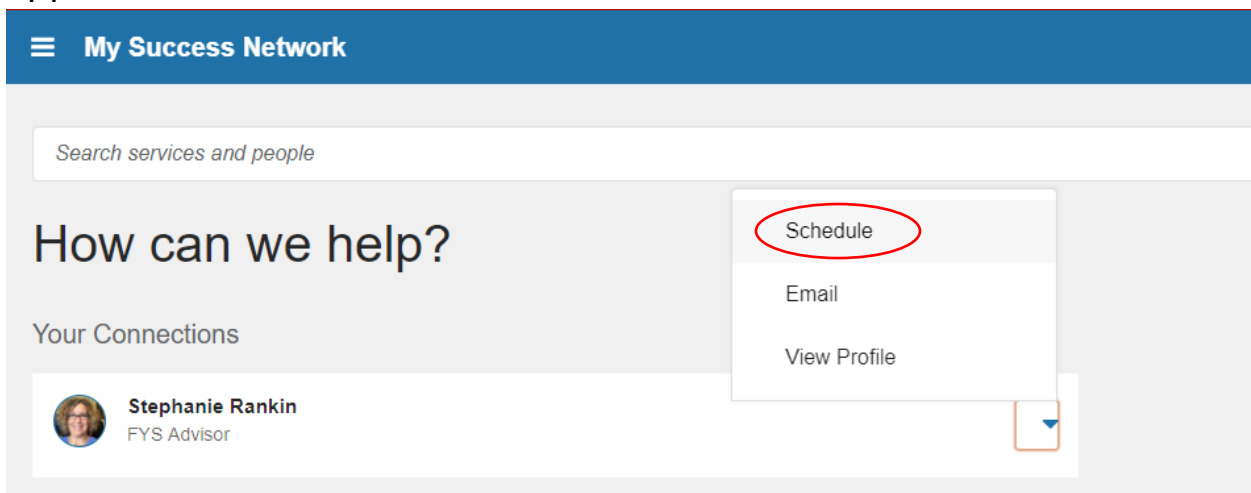 My Success Network
Search services and people
How can we help?
Schedule
Email
View Profile
Your Connections
Stephanie Rankin
FYS Advisor